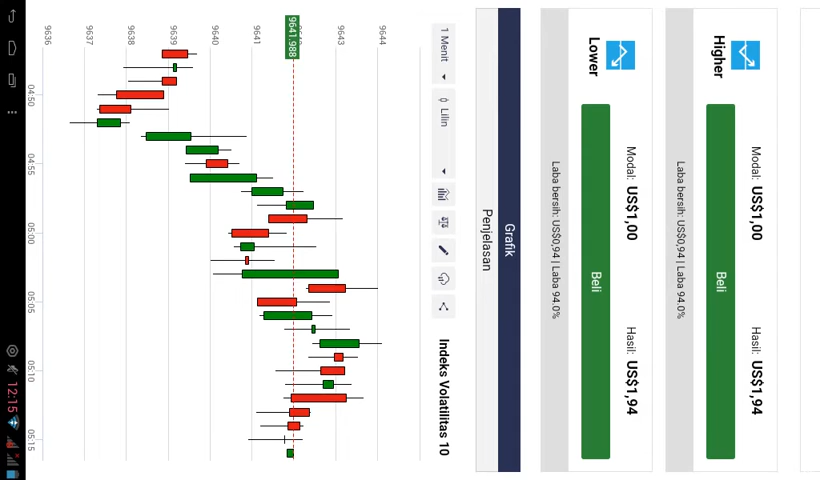 Modal: US$1,00 Hasil: US$1,94
Higher
Beli
Laba bersih: US$0,94 | Laba 94.0%
Modal: US$1,00 Hasil: US$1,94
Lower
Beli
Laba bersih: US$0,94 | Laba 94.0%
Grafik
Penjelasan
1 Menit Lilin Indeks Volatilitas 10
9644
9643
9641.988
9641
9640
9639
9638
9637
9636
04:50 04:55 05:00 05:05 05:10 05:15
12:15